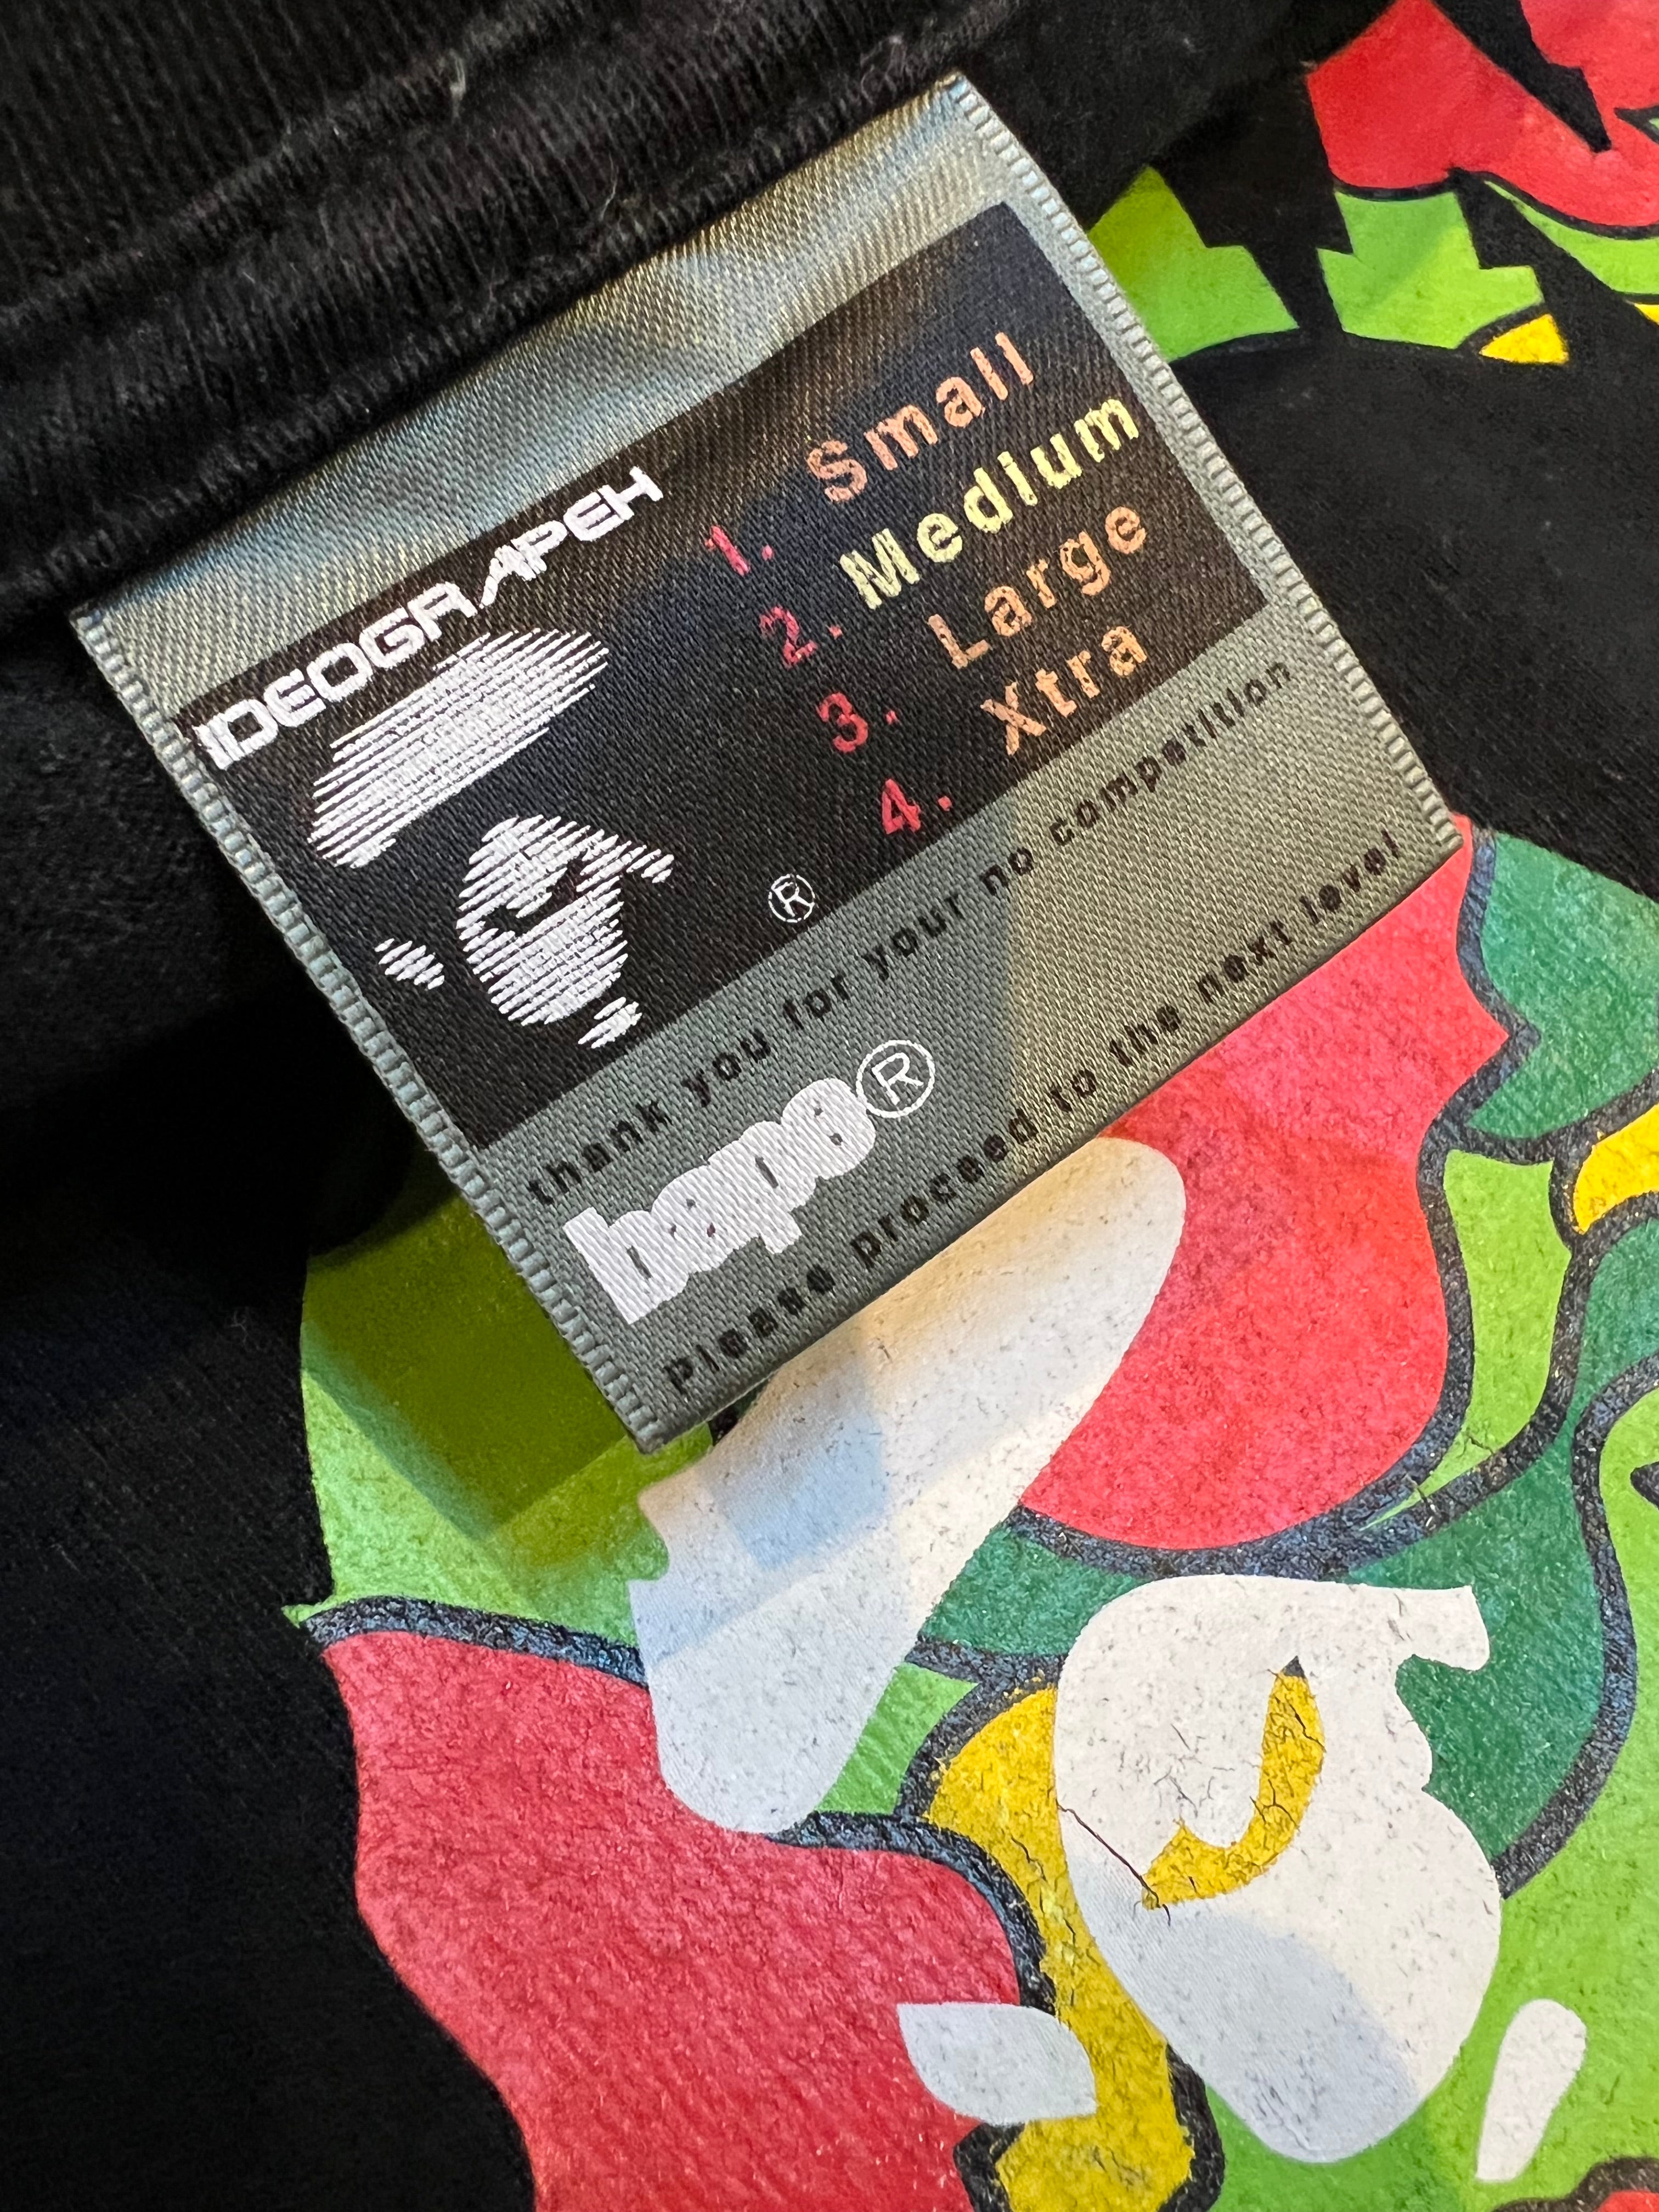 IDEOGRAPEH
1. Small
2. Medium
3. Large
4. Xtra
®
thank you for your no compotition
bape®
Please proceed to the next level